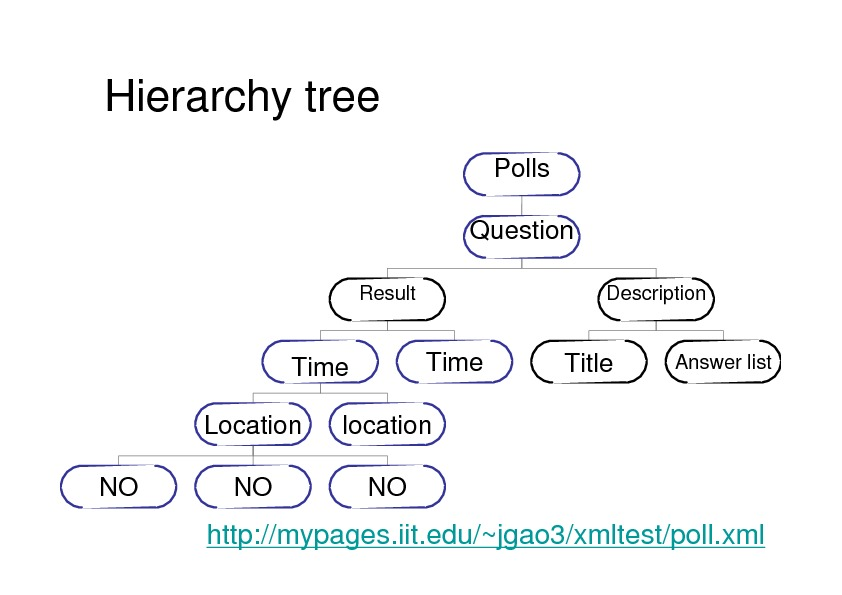 Hierarchy tree
Polls
Question
Result
Description
Time
Time
Title
Answer list
Location
location
NO
NO
NO
http://mypages.iit.edu/~jgao3/xmltest/poll.xml